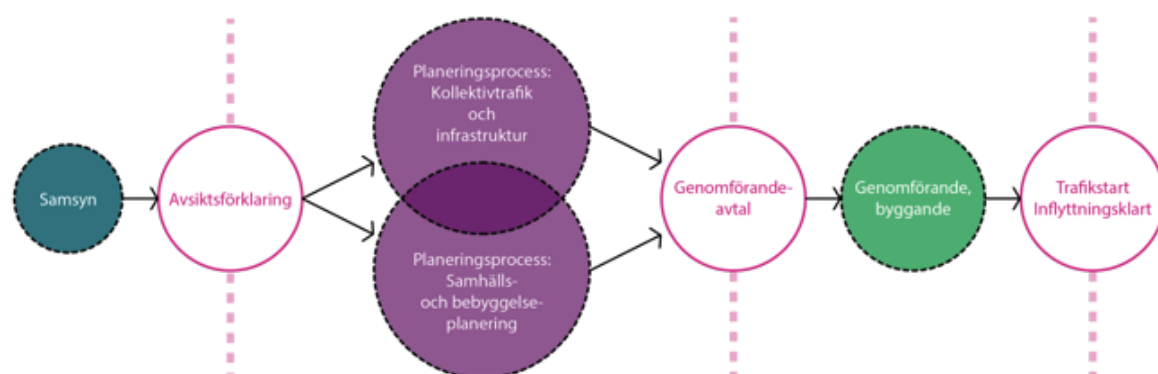 Samsyn
Avsiktsförklaring
Planeringsprocess:
Kollektivtrafik
och
infrastruktur
Planeringsprocess:
Samhälls-
och bebyggelse-
planering
Genomförande-
avtal
Genomförande,
byggande
Trafikstart
Inflyttningsklart